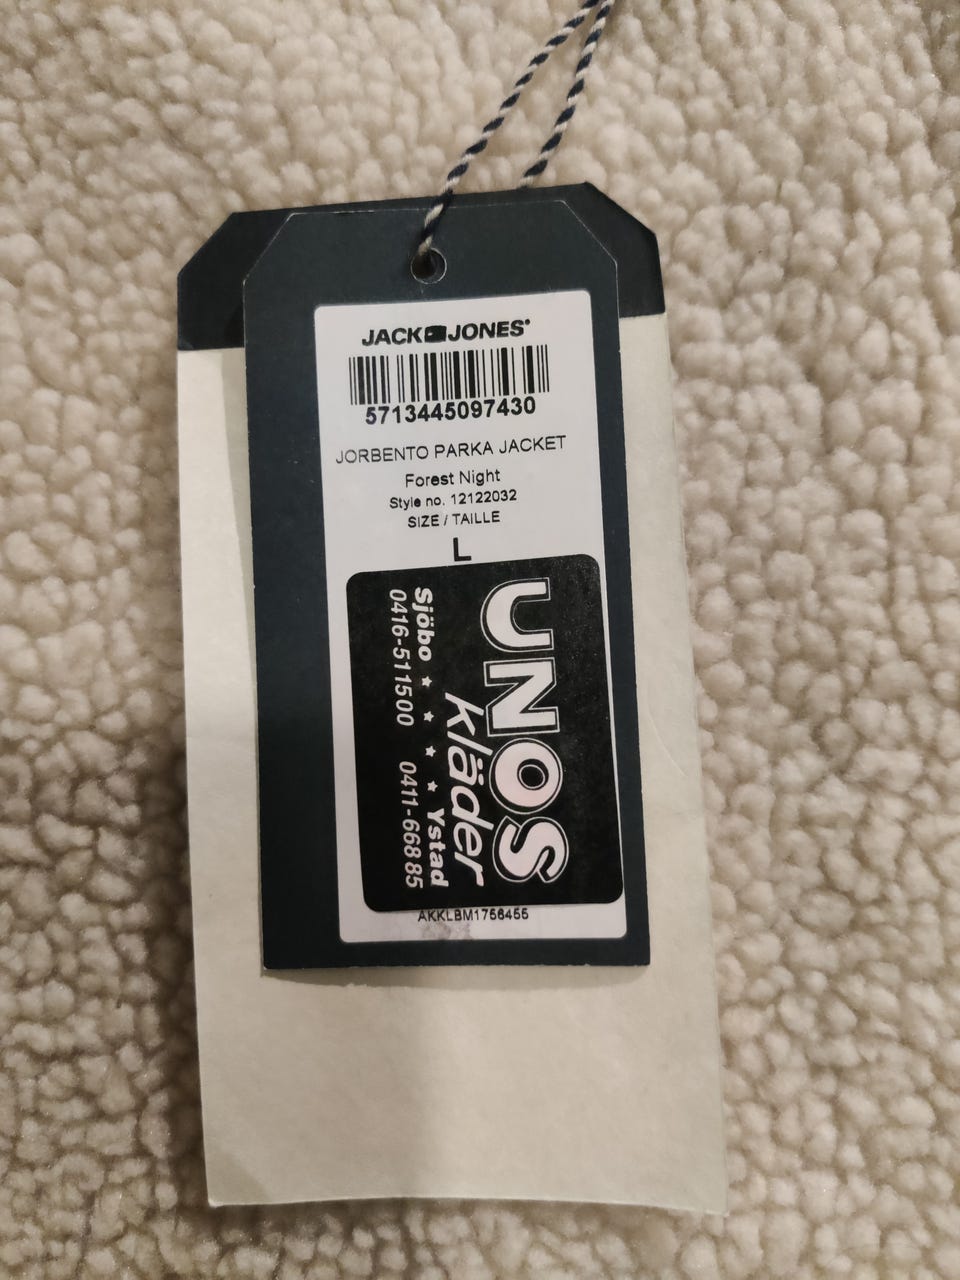 JACK JONES
5713445097430
JORBENTO PARKA JACKET
Forest Night
Style no. 12122032
SIZE / TAILLE
L
UNOS
kläder
Sjöbo ★ ★ ★ ★ Ystad
0416-511500 0411-668 85
AKKLBM1756455